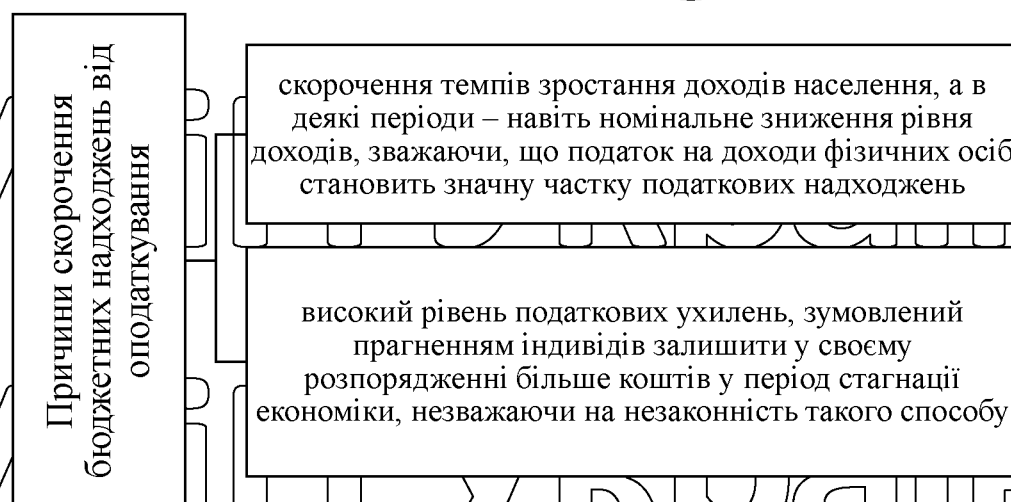 Причини скорочення
бюджетних надходжень від
оподаткування
скорочення темпів зростання доходів населення, а в
деякі періоди – навіть номінальне зниження рівня
доходів, зважаючи, що податок на доходи фізичних осіб
становить значну частку податкових надходжень
високий рівень податкових ухилень, зумовлений
прагненням індивідів залишити у своєму
розпорядженні більше коштів у період стагнації
економіки, незважаючи на незаконність такого способу